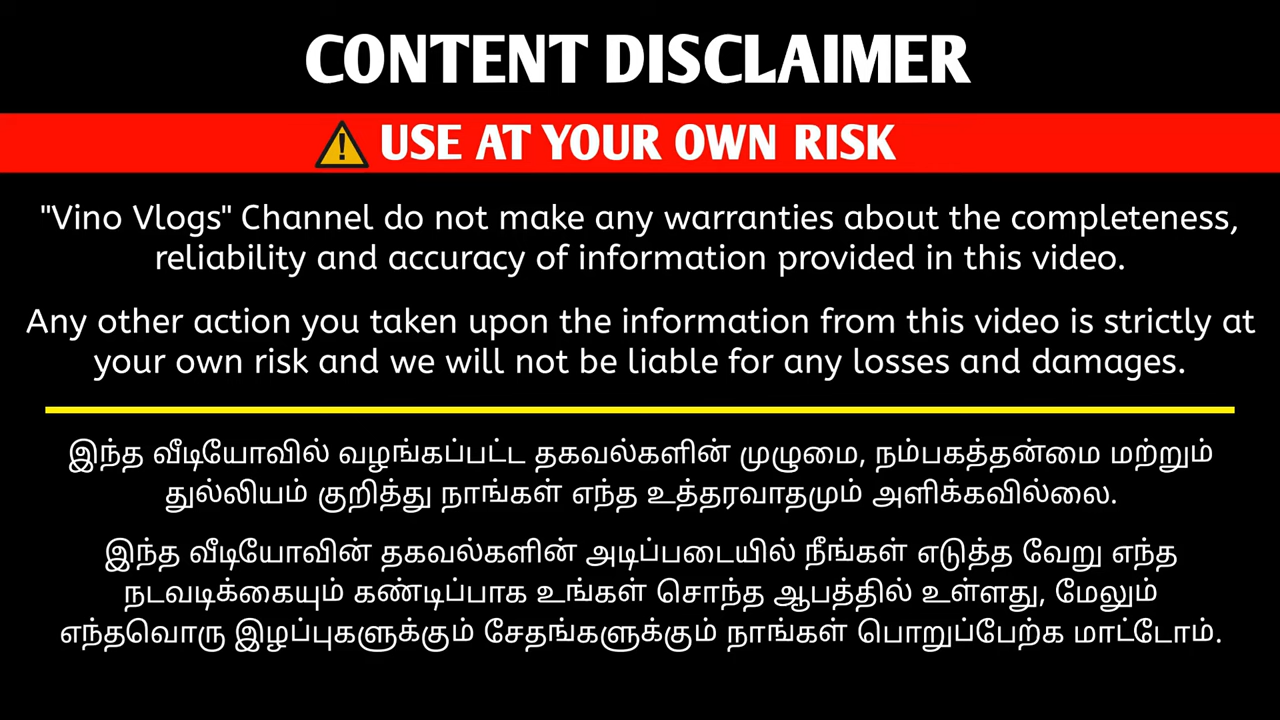 CONTENT DISCLAIMER
USE AT YOUR OWN RISK
"Vino Vlogs" Channel do not make any warranties about the completeness,
reliability and accuracy of information provided in this video.
Any other action you taken upon the information from this video is strictly at
your own risk and we will not be liable for any losses and damages.
இந்த வீடியோவில் வழங்கப்பட்ட தகவல்களின் முழுமை, நம்பகத்தன்மை மற்றும்
துல்லியம் குறித்து நாங்கள் எந்த உத்தரவாதமும் அளிக்கவில்லை.
இந்த வீடியோவின் தகவல்களின் அடிப்படையில் நீங்கள் எடுத்த வேறு எந்த
நடவடிக்கையும் கண்டிப்பாக உங்கள் சொந்த ஆபத்தில் உள்ளது, மேலும்
எந்தவொரு இழப்புகளுக்கும் சேதங்களுக்கும் நாங்கள் பொறுப்பேற்க மாட்டோம்.